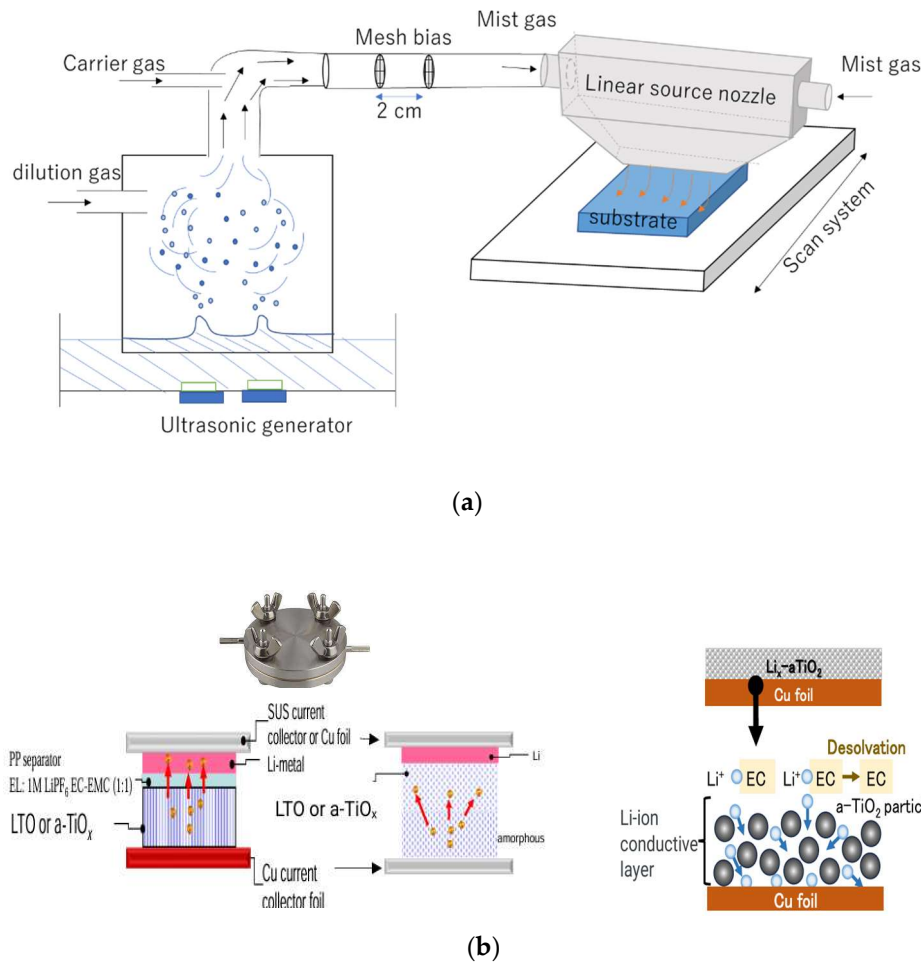 Mist gas
Mesh bias
Carrier gas
Mist gas
Linear source nozzle
2 cm
dilution gas
substrate
Scan system
Ultrasonic generator
(a)
SUS current
collector or Cu foil
PP separator
Li-metal
EL: 1M LiPF6 EC-EMC (1:1)
LTO or a-TiOx
Cu current
collector foil
Li
LTO or a-TiOx
amorphous
Lix-aTiO2
Cu foil
Desolvation
Li+ EC Li+ EC EC
a-TiO2 partic
Li-ion
conductive
layer
Cu foil
(b)